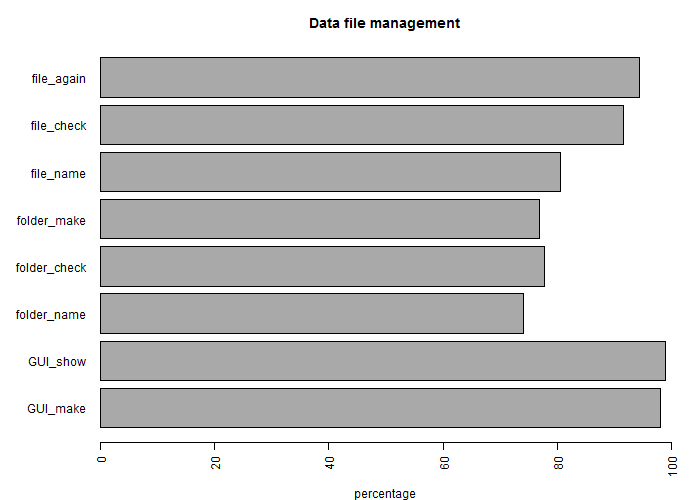 Data file management
file_again
file_check
file_name
folder_make
folder_check
folder_name
GUI_show
GUI_make
0 20 40 60 80 100
percentage